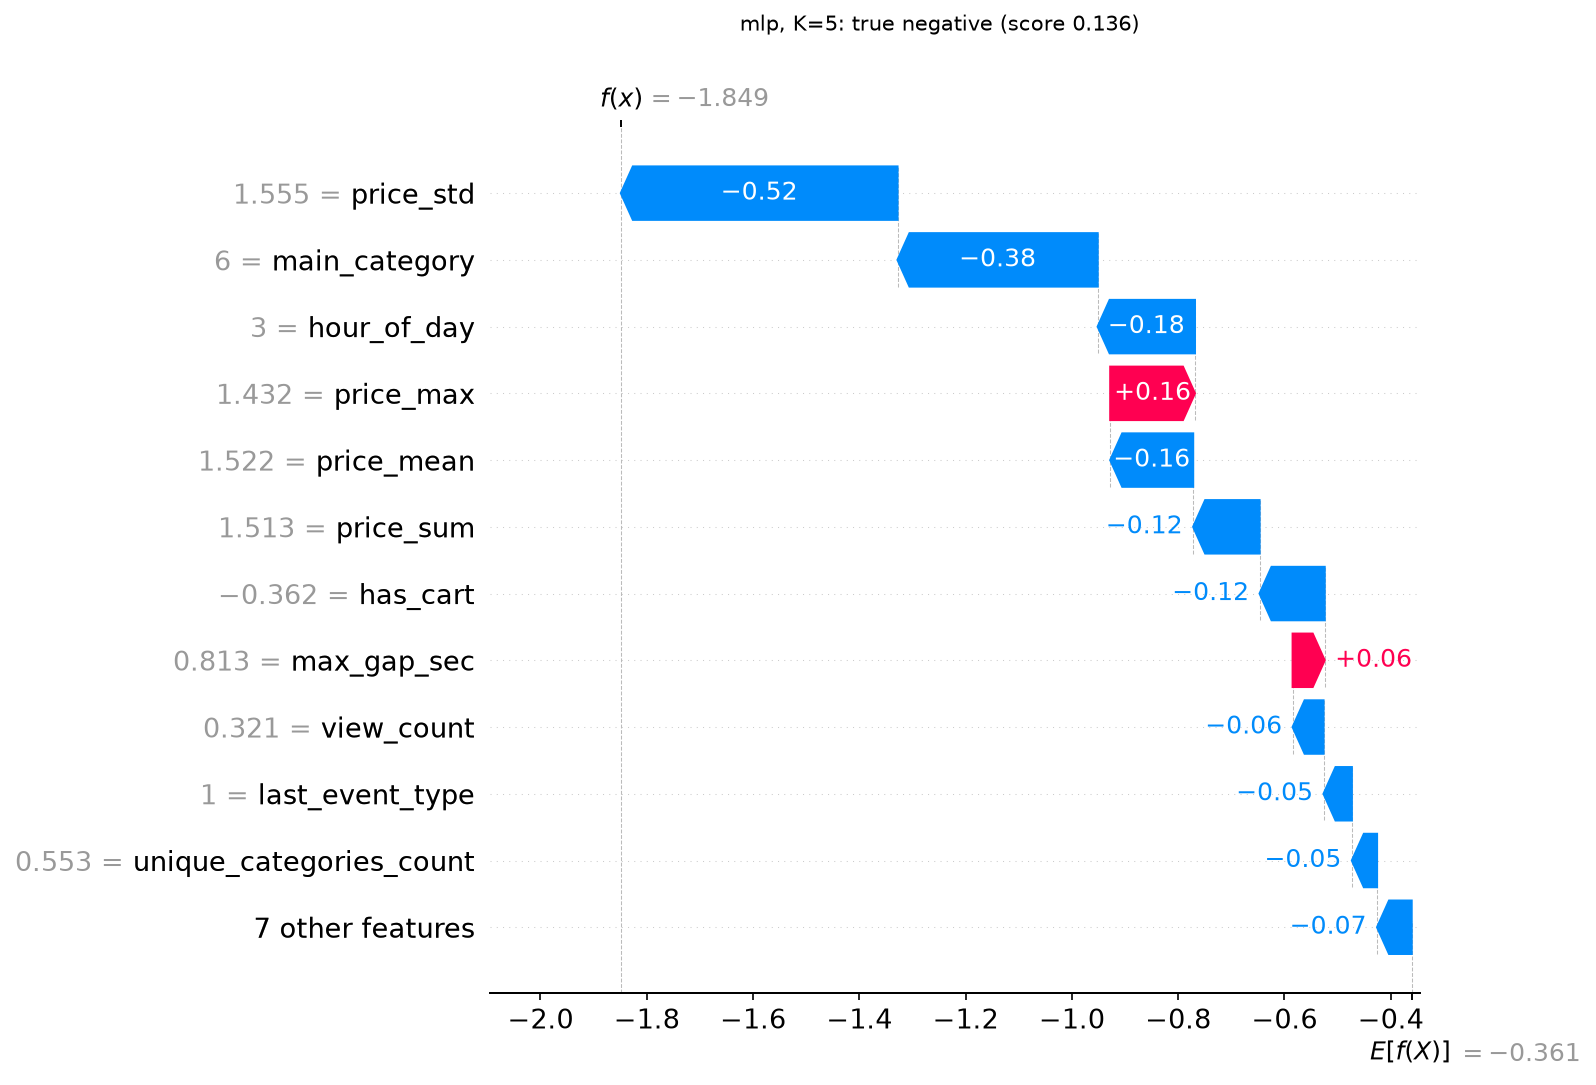 mlp, K=5: true negative (score 0.136)
f(x) = −1.849
1.555 = price_std −0.52
6 = main_category −0.38
3 = hour_of_day −0.18
1.432 = price_max +0.16
1.522 = price_mean −0.16
1.513 = price_sum −0.12
−0.362 = has_cart −0.12
0.813 = max_gap_sec +0.06
0.321 = view_count −0.06
1 = last_event_type −0.05
0.553 = unique_categories_count −0.05
7 other features −0.07
−2.0 −1.8 −1.6 −1.4 −1.2 −1.0 −0.8 −0.6 −0.4
E[f(X)] = −0.361